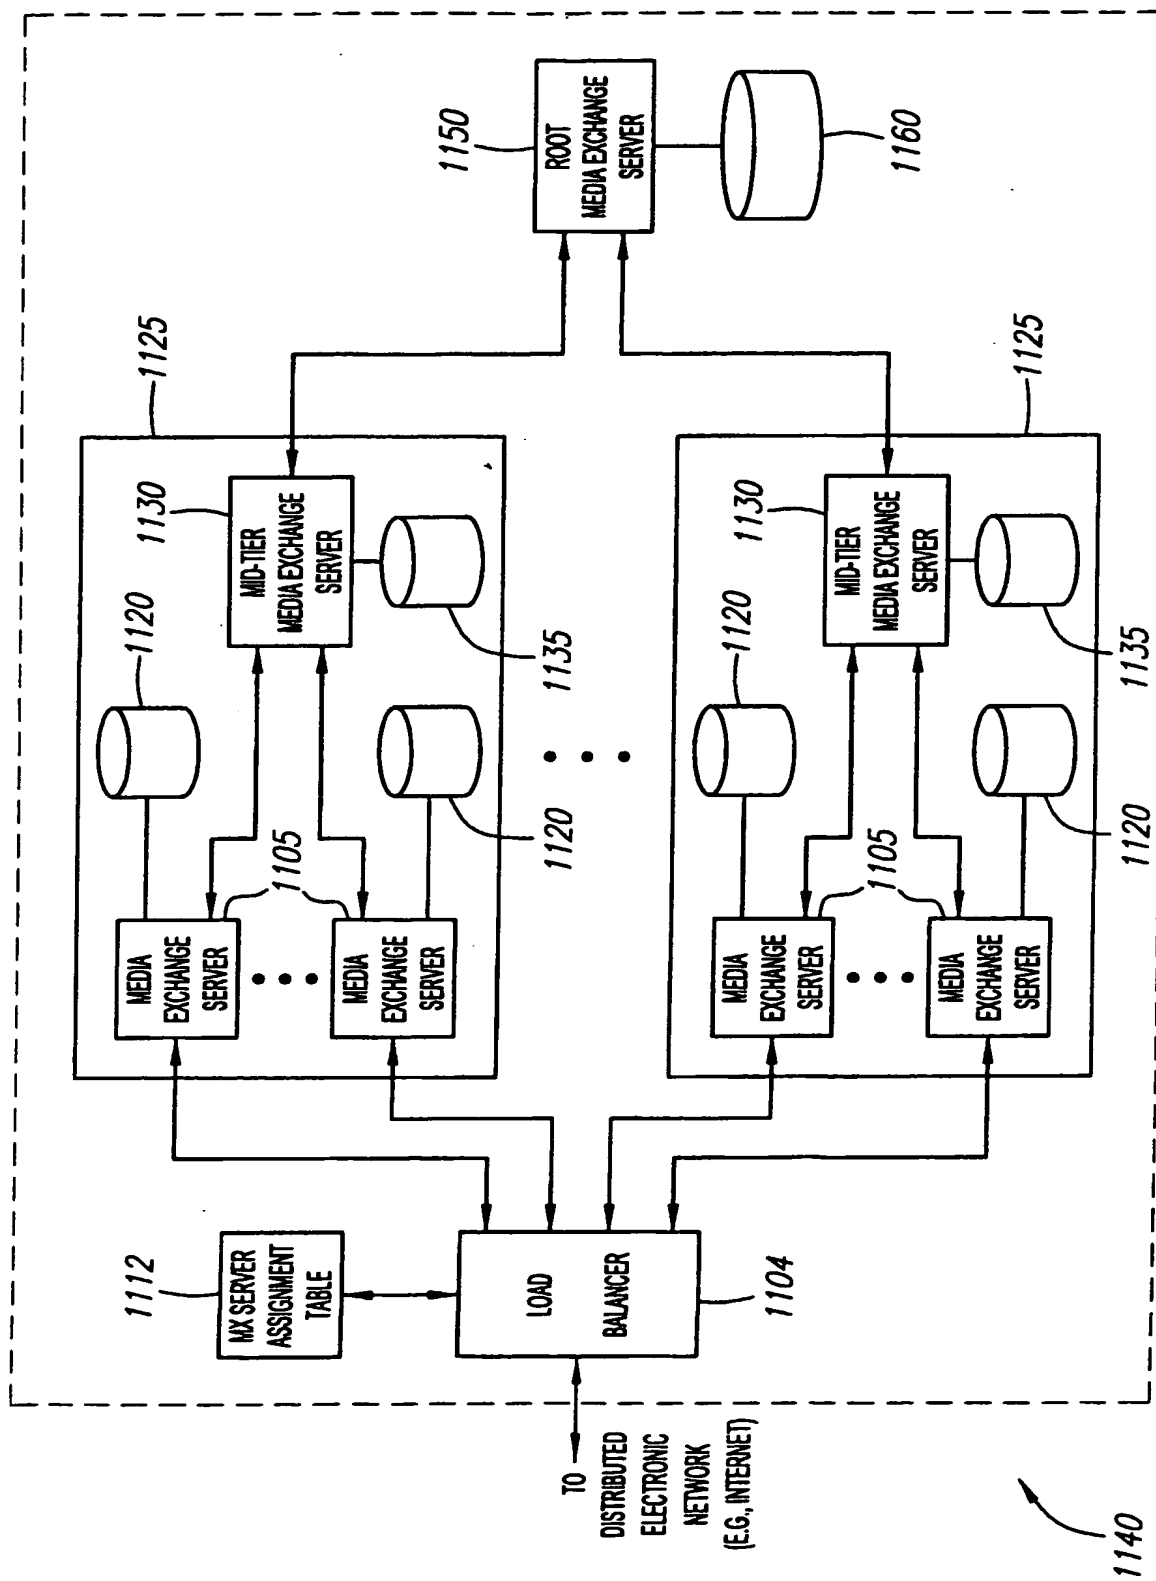 1112
MX SERVER
ASSIGNMENT
TABLE
LOAD
BALANCER
1104
TO
DISTRIBUTED
ELECTRONIC
NETWORK
(E.G., INTERNET)
1140
1125
1120
MEDIA
EXCHANGE
SERVER
1105
MEDIA
EXCHANGE
SERVER
1120
1130
MID-TIER
MEDIA EXCHANGE
SERVER
1135
1125
1120
MEDIA
EXCHANGE
SERVER
1105
MEDIA
EXCHANGE
SERVER
1120
1130
MID-TIER
MEDIA EXCHANGE
SERVER
1135
1150
ROOT
MEDIA EXCHANGE
SERVER
1160